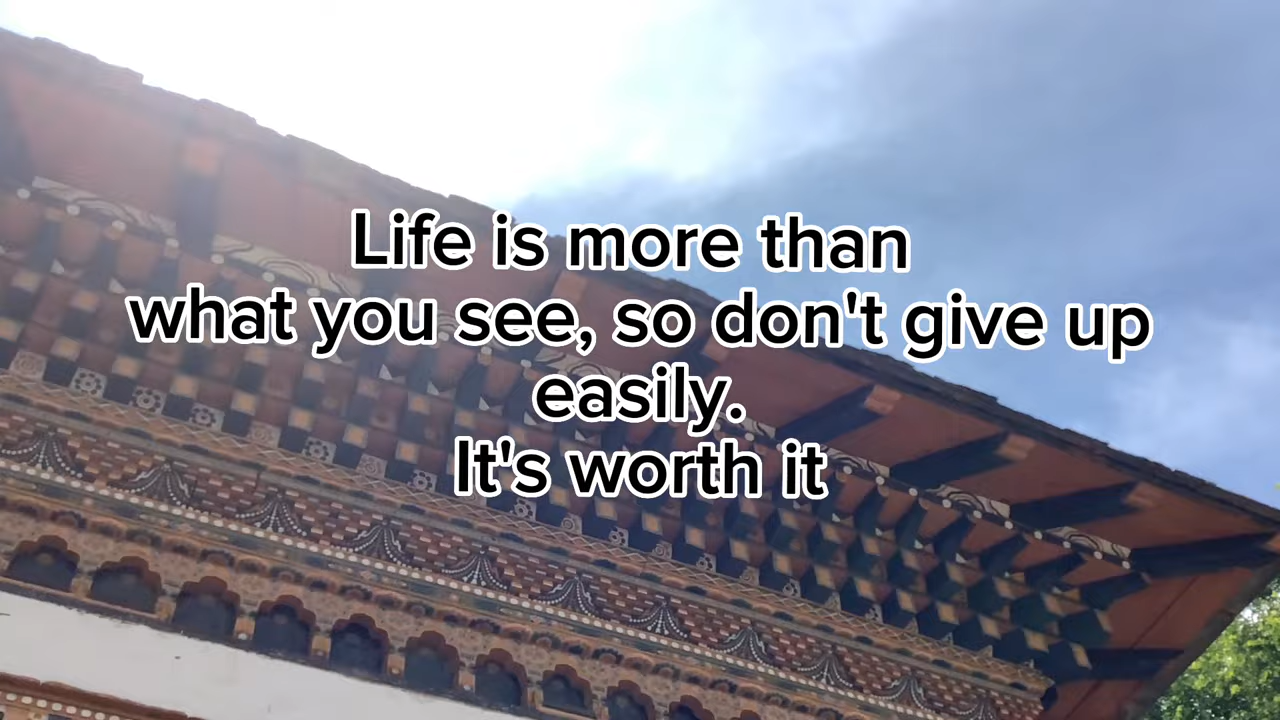 Life is more than
what you see, so don't give up
easily.
It's worth it